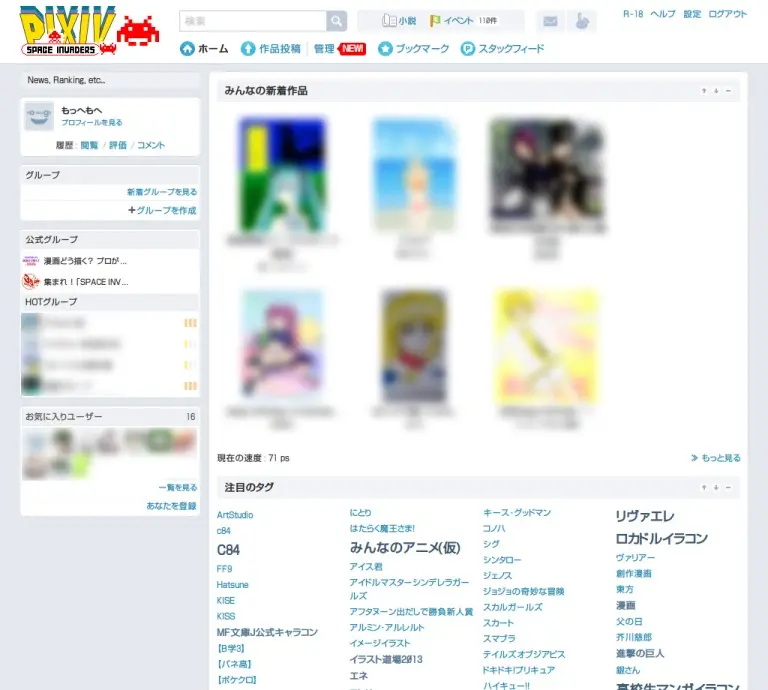 PIXIV
SPACE INVADERS
検索
小説
イベント 110件
R-18 ヘルプ 設定 ログアウト
ホーム
作品投稿
管理 NEW!
ブックマーク
スタックフィード
News, Ranking, etc...
もっへもへ
プロフィールを見る
履歴 : 閲覧 / 評価 / コメント
グループ
新着グループを見る
+グループを作成
公式グループ
漫画どう描く? プロが...
集まれ!「SPACE INV...
HOTグループ
お気に入りユーザー 16
一覧を見る
あなたを登録
みんなの新着作品
現在の速度 : 71 ps
もっと見る
注目のタグ
ArtStudio
c84
C84
FF9
Hatsune
KISE
KISS
MF文庫J公式キャラコン
【B学3】
【パネ高】
【ポケクロ】
にとり
はたらく魔王さま!
みんなのアニメ(仮)
アイス君
アイドルマスターシンデレラガー
ルズ
アフタヌーン出だしで勝負新人賞
アルミン・アルレルト
イメージイラスト
イラスト道場2013
エネ
キース・グッドマン
コノハ
シグ
シンタロー
ジェノス
ジョジョの奇妙な冒険
スカルガールズ
スカート
スマブラ
テイルズオブジアビス
ドキドキ!プリキュア
ハイキュー!!
リヴァエレ
ロカドルイラコン
ヴァリアー
創作漫画
東方
漫画
父の日
芥川慈郎
進撃の巨人
銀さん
高校生マンガイラコン